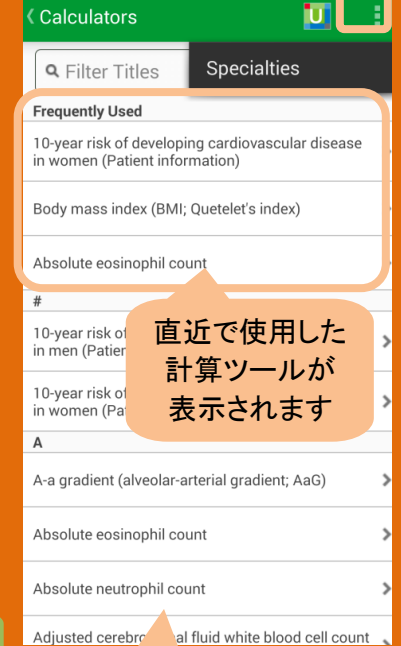 Calculators
U
Filter Titles
Specialties
Frequently Used
10-year risk of developing cardiovascular disease
in women (Patient information)
Body mass index (BMI; Quetelet's index)
Absolute eosinophil count
#
10-year risk of
in men
10-year risk of
in women
直近で使用した
計算ツールが
表示されます
A
A-a gradient (alveolar-arterial gradient; AaG)
Absolute eosinophil count
Absolute neutrophil count
Adjusted al fluid white blood cell count